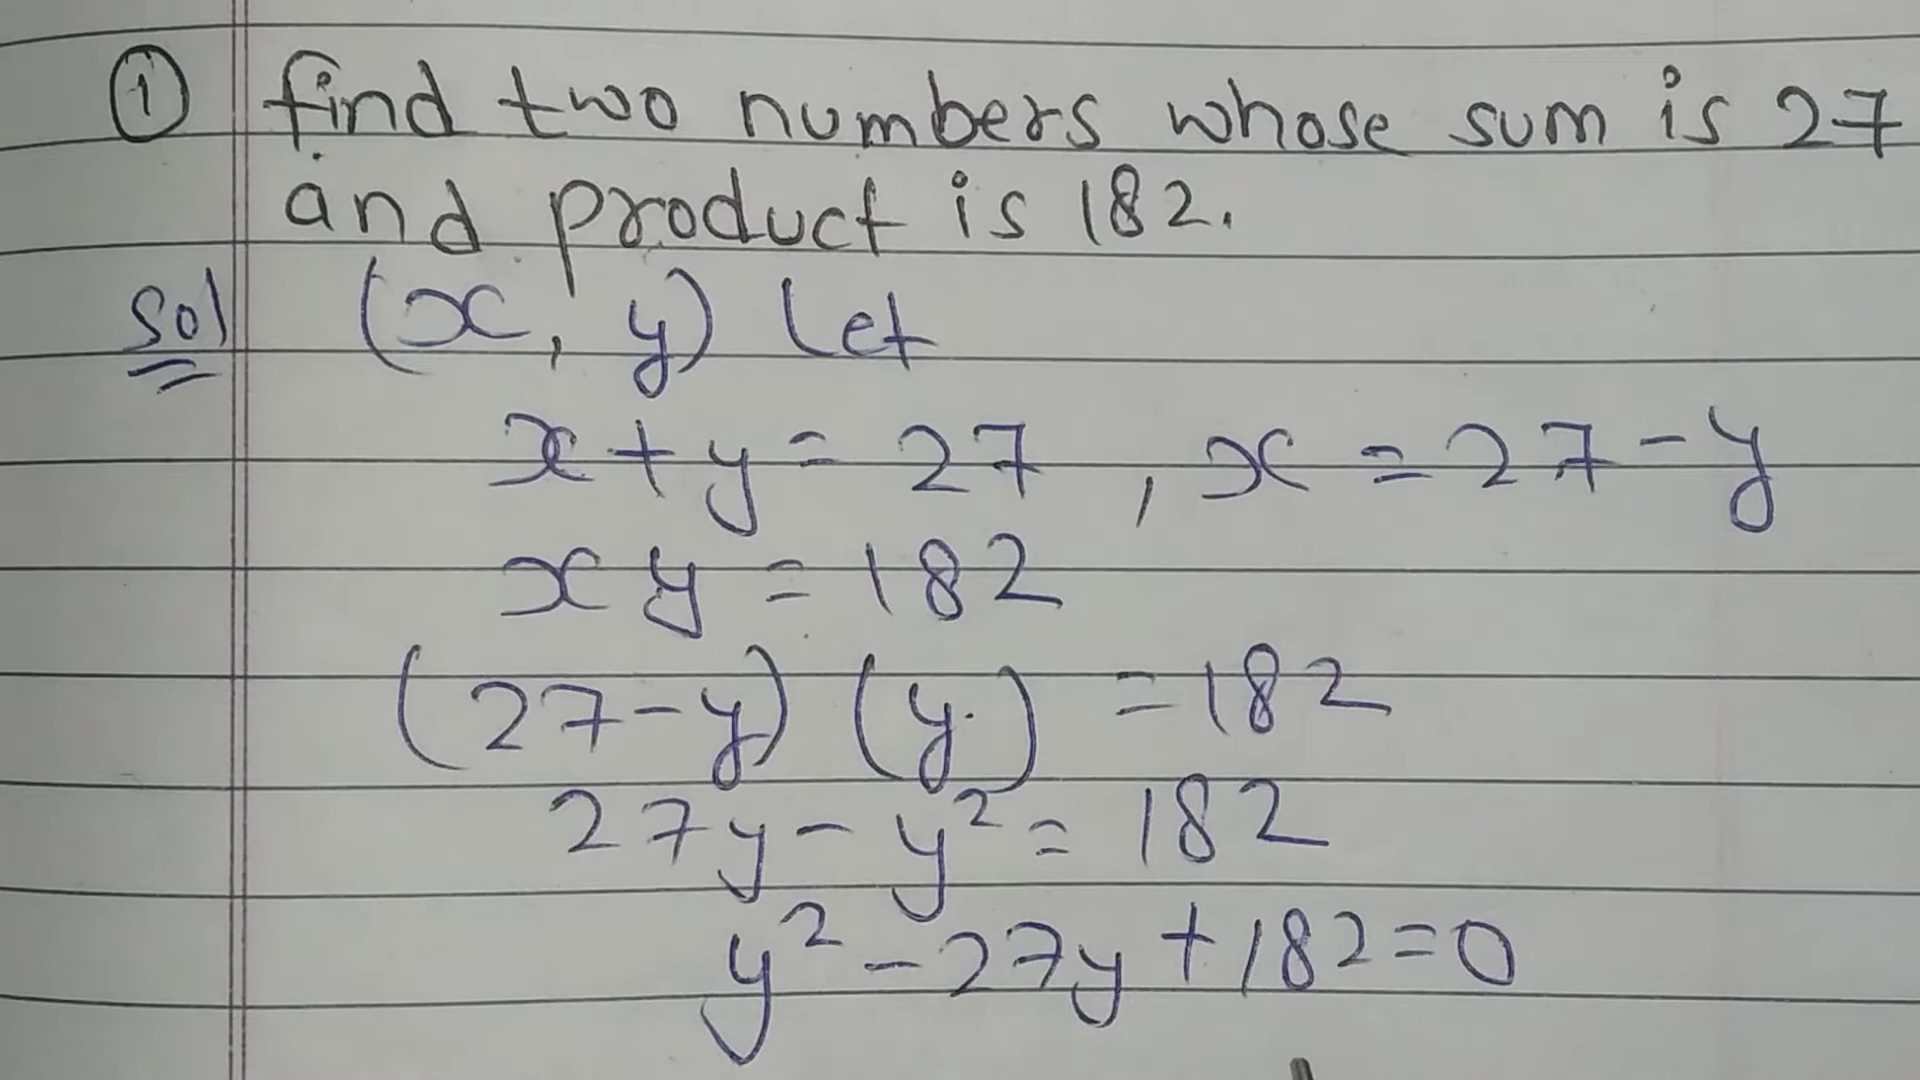 ① find two numbers whose sum is 27
and product is 182.
Sol (x, y) Let
x + y = 27 , x = 27 - y
xy = 182
(27 - y) (y) = 182
27y - y² = 182
y² - 27y + 182 = 0